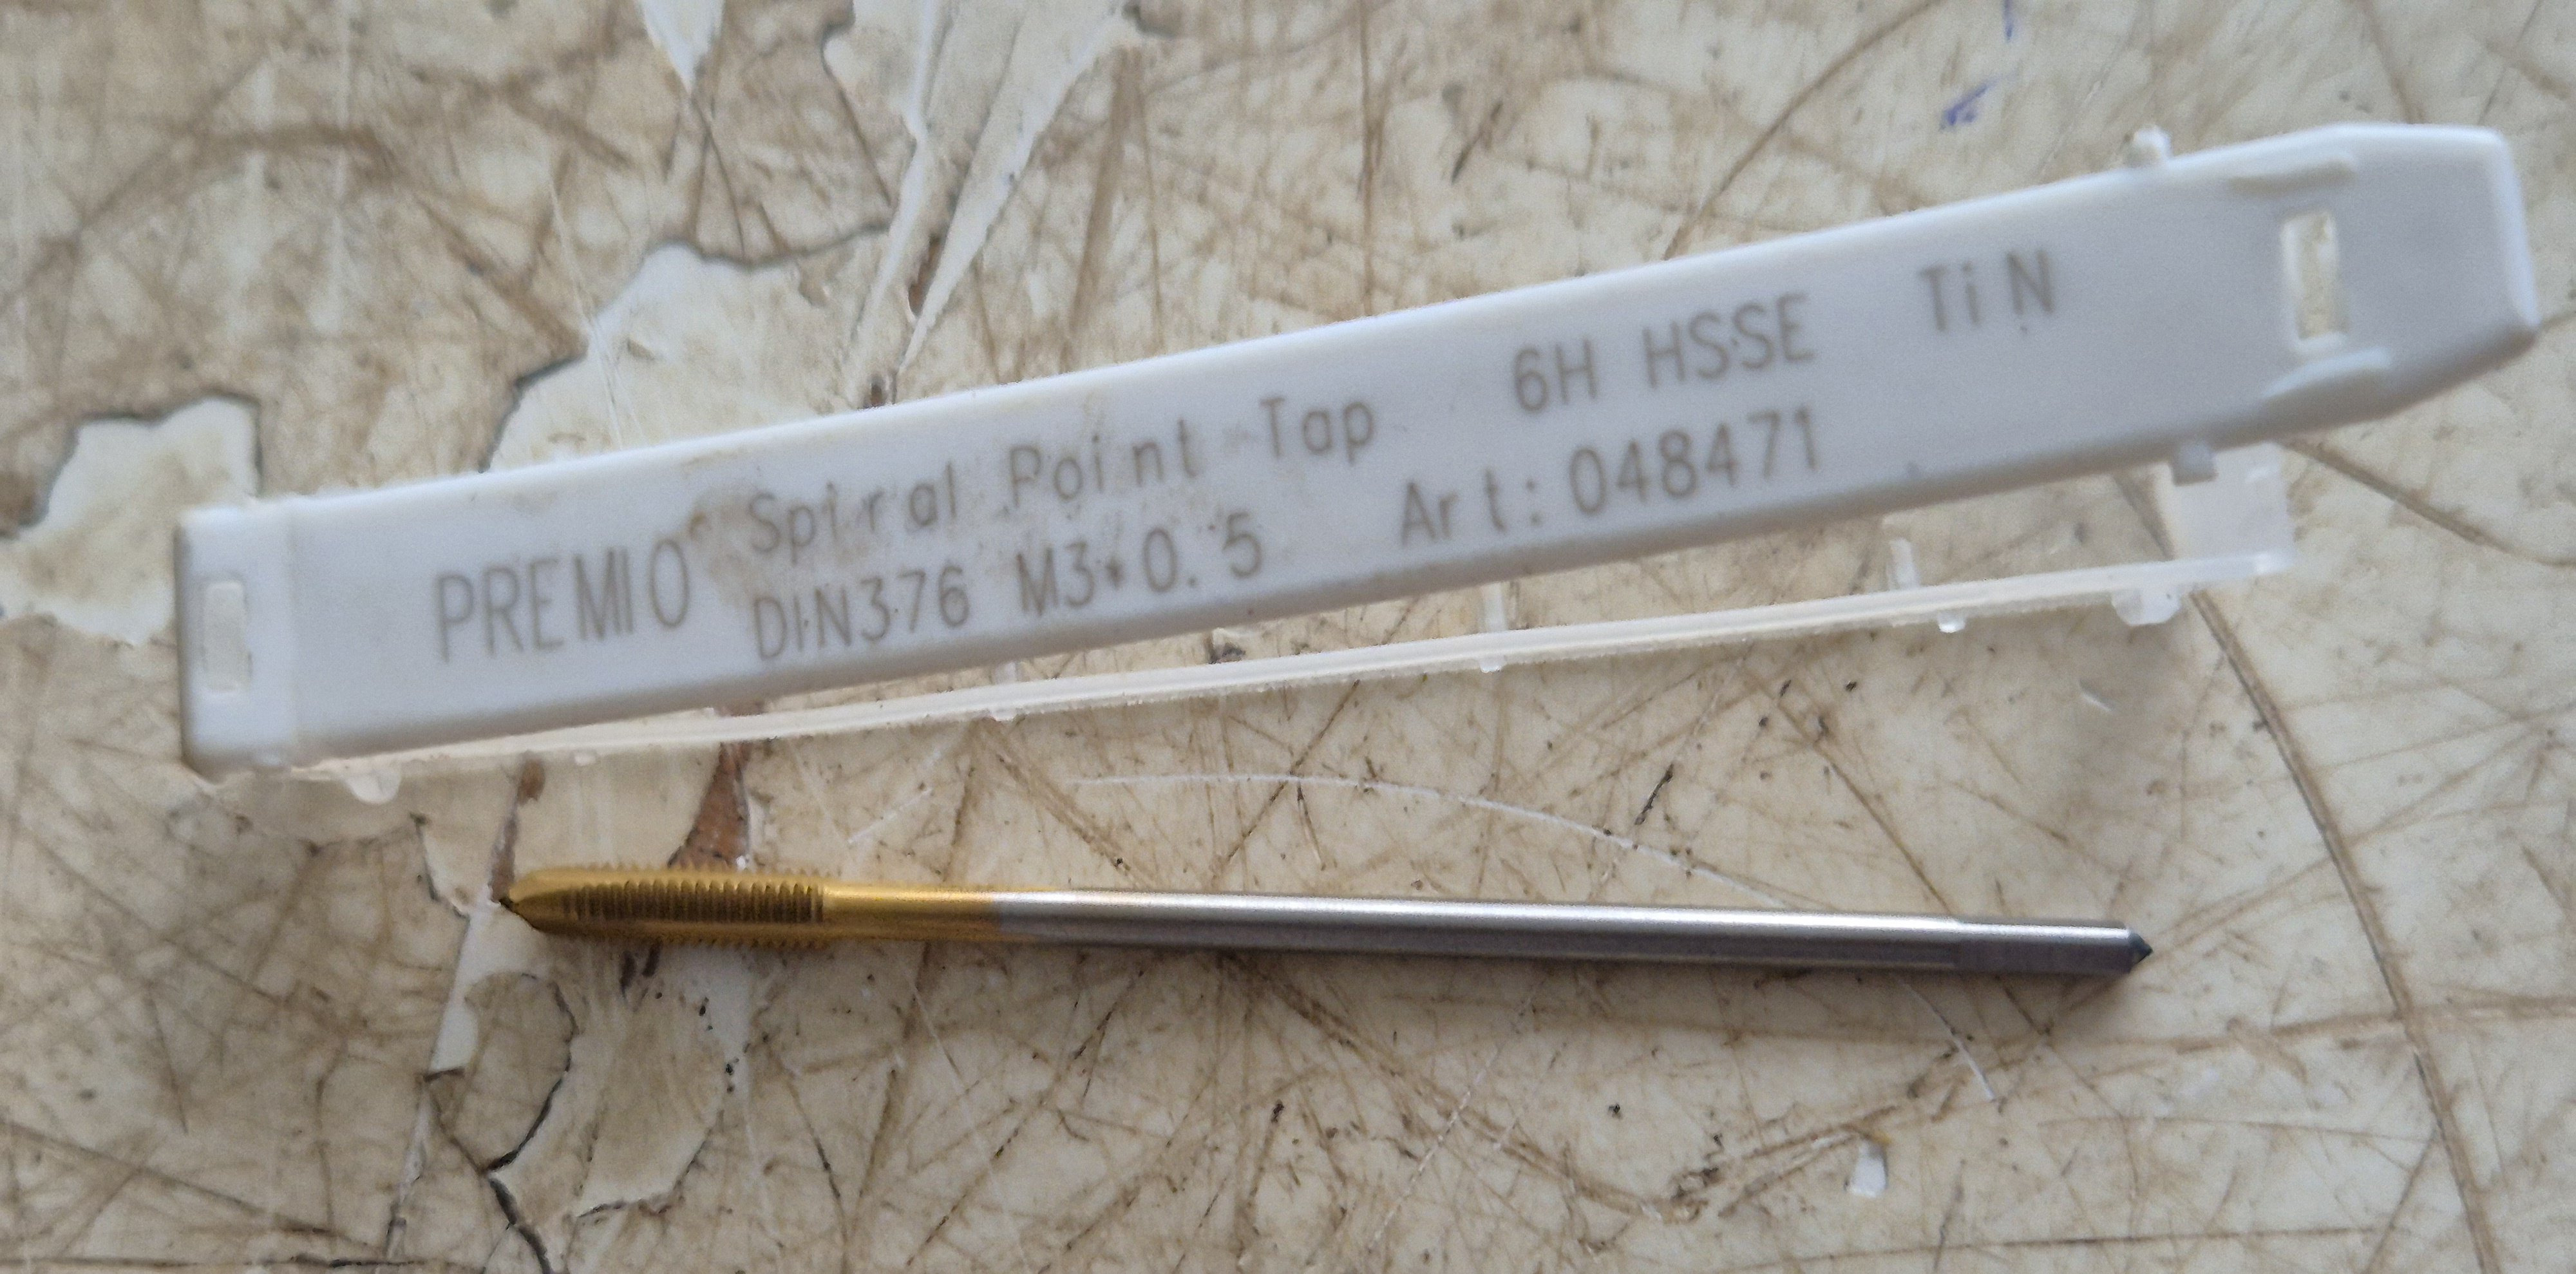 PREMIO Spiral Point Tap 6H HSSE TiN
DIN376 M3*0.5 Art:048471